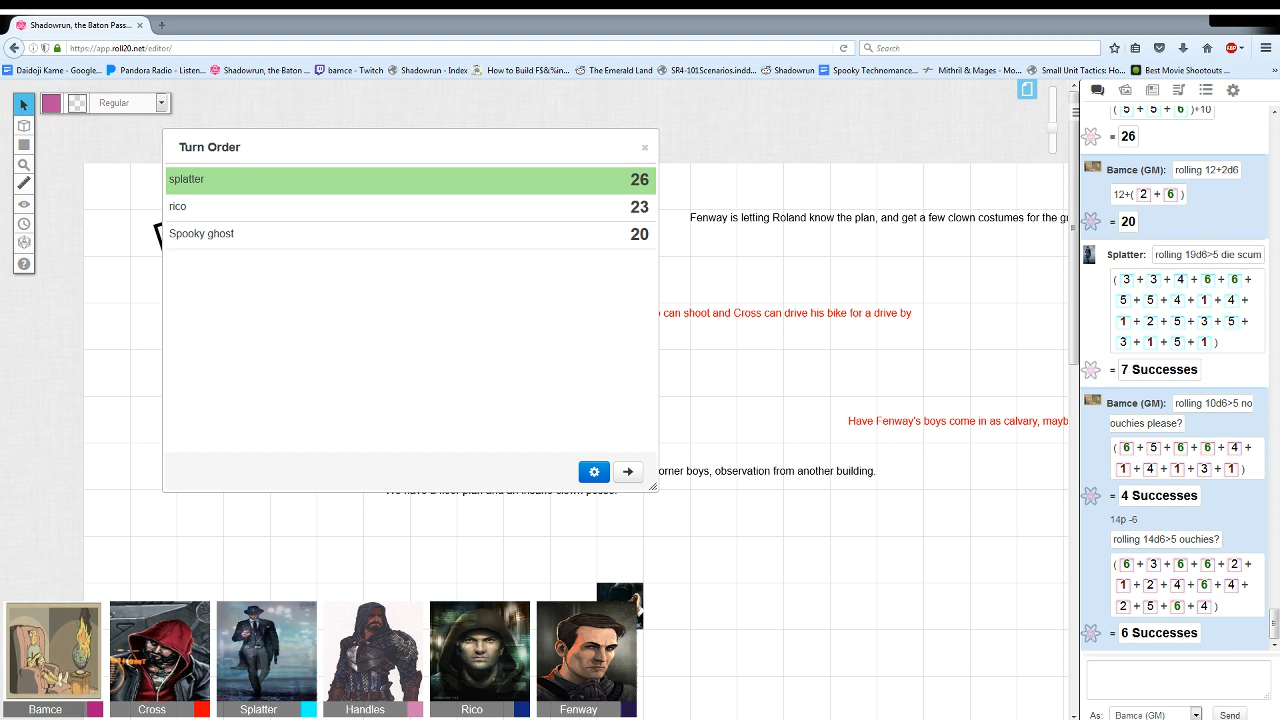 Shadowrun, the Baton Pass...
https://app.roll20.net/editor/
Search
Daidoji Kame - Google...
Pandora Radio - Listen...
Shadowrun, the Baton ...
bamce - Twitch
Shadowrun - Index
How to Build F$&%in...
The Emerald Land
SR4-101Scenarios.indd...
Shadowrun
Spooky Technomance...
Mithril & Mages - Mo...
Small Unit Tactics: Ho...
Best Movie Shootouts...
Regular
Turn Order
splatter 26
rico 23
Spooky ghost 20
Fenway is letting Roland know the plan, and get a few clown costumes for the gr
can shoot and Cross can drive his bike for a drive by
Have Fenway's boys come in as calvary, mayb
orner boys, observation from another building.
Bamce
Cross
Splatter
Handles
Rico
Fenway
( 5 + 5 + 6 )+10
= 26
Bamce (GM): rolling 12+2d6
12+( 2 + 6 )
= 20
Splatter: rolling 19d6>5 die scum
( 3 + 3 + 4 + 6 + 6 +
5 + 5 + 4 + 1 + 4 +
1 + 2 + 5 + 3 + 5 +
3 + 1 + 5 + 1 )
= 7 Successes
Bamce (GM): rolling 10d6>5 no
ouchies please?
( 6 + 5 + 6 + 6 + 4 +
1 + 4 + 1 + 3 + 1 )
= 4 Successes
14p -6
rolling 14d6>5 ouchies?
( 6 + 3 + 6 + 6 + 2 +
1 + 2 + 4 + 6 + 4 +
2 + 5 + 6 + 4 )
= 6 Successes
As: Bamce (GM) Send